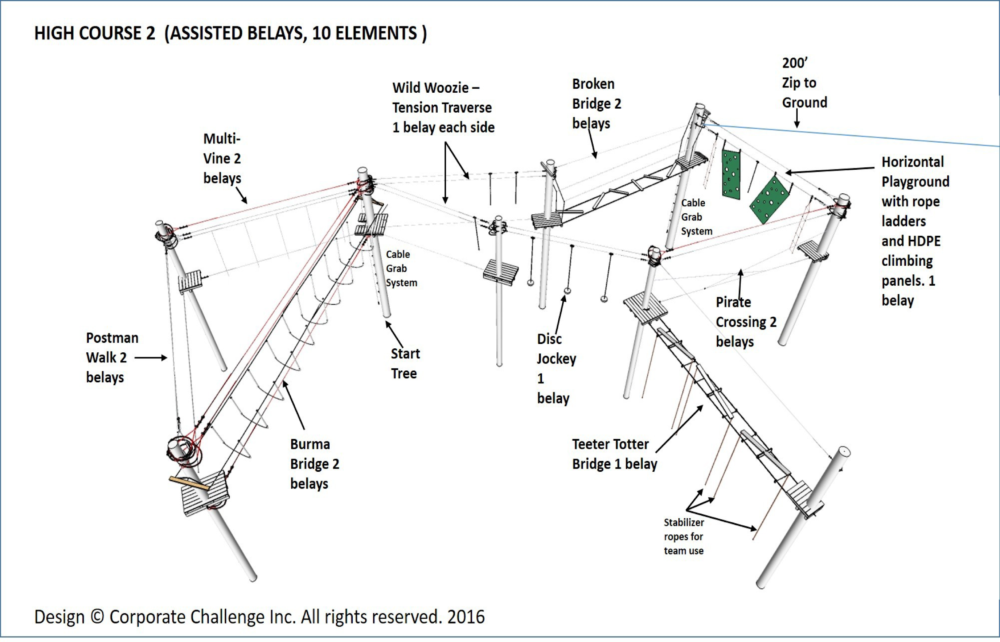 HIGH COURSE 2  (ASSISTED BELAYS, 10 ELEMENTS )
200’
Zip to
Ground
Broken
Bridge 2
belays
Wild Woozie –
Tension Traverse
1 belay each side
Multi-
Vine 2
belays
Horizontal
Playground
with rope
ladders
and HDPE
climbing
panels. 1
belay
Cable
Grab
System
Cable
Grab
System
Pirate
Crossing 2
belays
Postman
Walk 2
belays
Start
Tree
Disc
Jockey
1
belay
Burma
Bridge 2
belays
Teeter Totter
Bridge 1 belay
Stabilizer
ropes for
team use
Design © Corporate Challenge Inc. All rights reserved. 2016